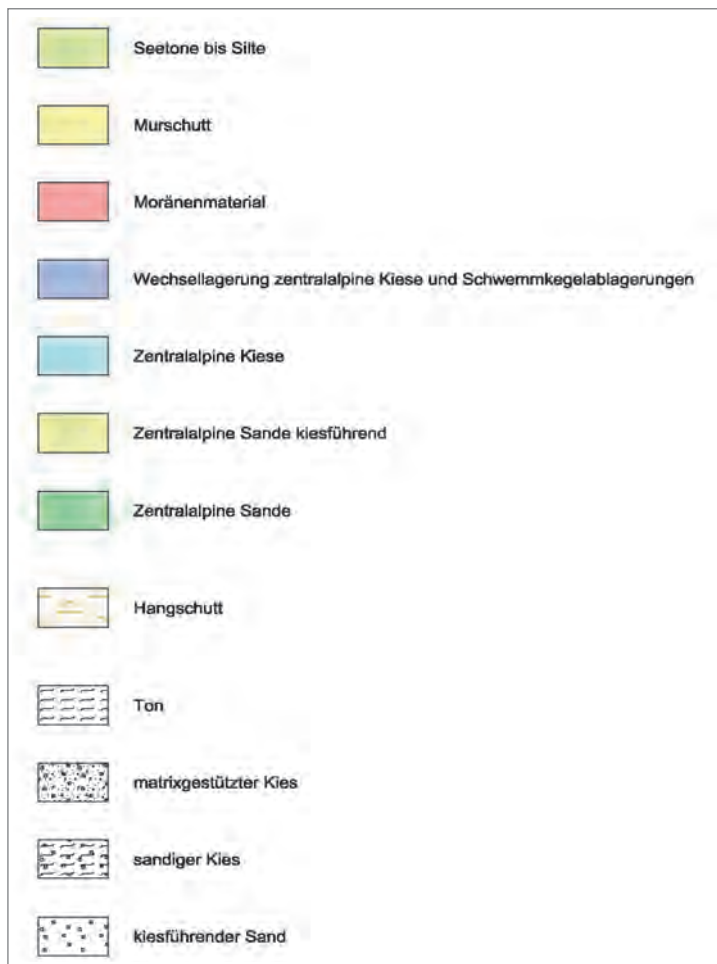 Seetone bis Silte
Murschutt
Moränenmaterial
Wechsellagerung zentralalpine Kiese und Schwemmkegelablagerungen
Zentralalpine Kiese
Zentralalpine Sande kiesführend
Zentralalpine Sande
Hangschutt
Ton
matrixgestützter Kies
sandiger Kies
kiesführender Sand